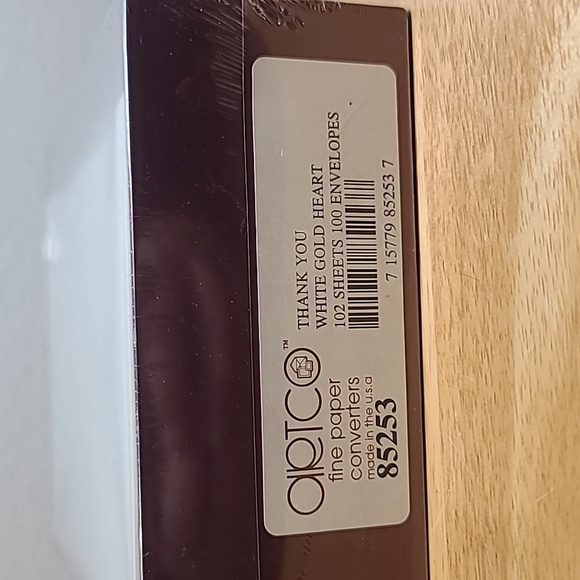 ARTCO™
fine paper
converters
made in the u.s.a
85253
THANK YOU
WHITE GOLD HEART
102 SHEETS 100 ENVELOPES
7 15779 85253 7